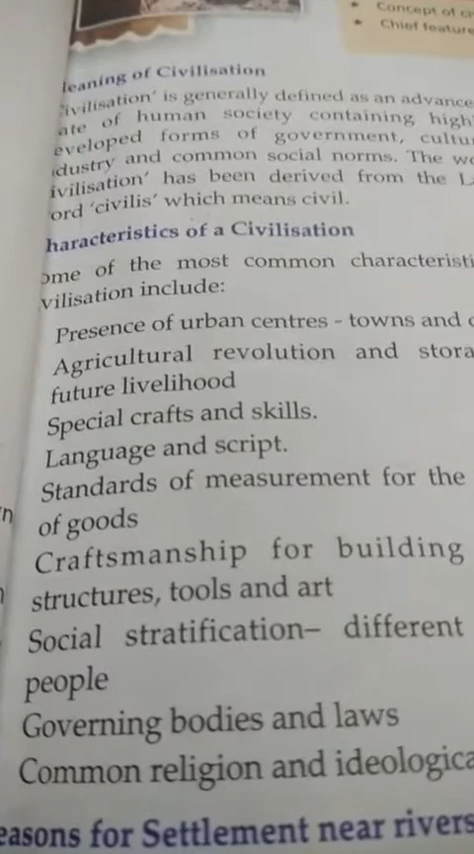 Concept of
Chief feature
leaning of Civilisation
ivilisation' is generally defined as an advance
ate of human society containing high
eveloped forms of government, cultu
dustry and common social norms. The w
ivilisation' has been derived from the L
ord 'civilis' which means civil.
haracteristics of a Civilisation
ome of the most common characteristi
vilisation include:
Presence of urban centres - towns and c
Agricultural revolution and stora
future livelihood
Special crafts and skills.
Language and script.
Standards of measurement for the
of goods
Craftsmanship for building
structures, tools and art
Social stratification– different
people
Governing bodies and laws
Common religion and ideologica
easons for Settlement near rivers